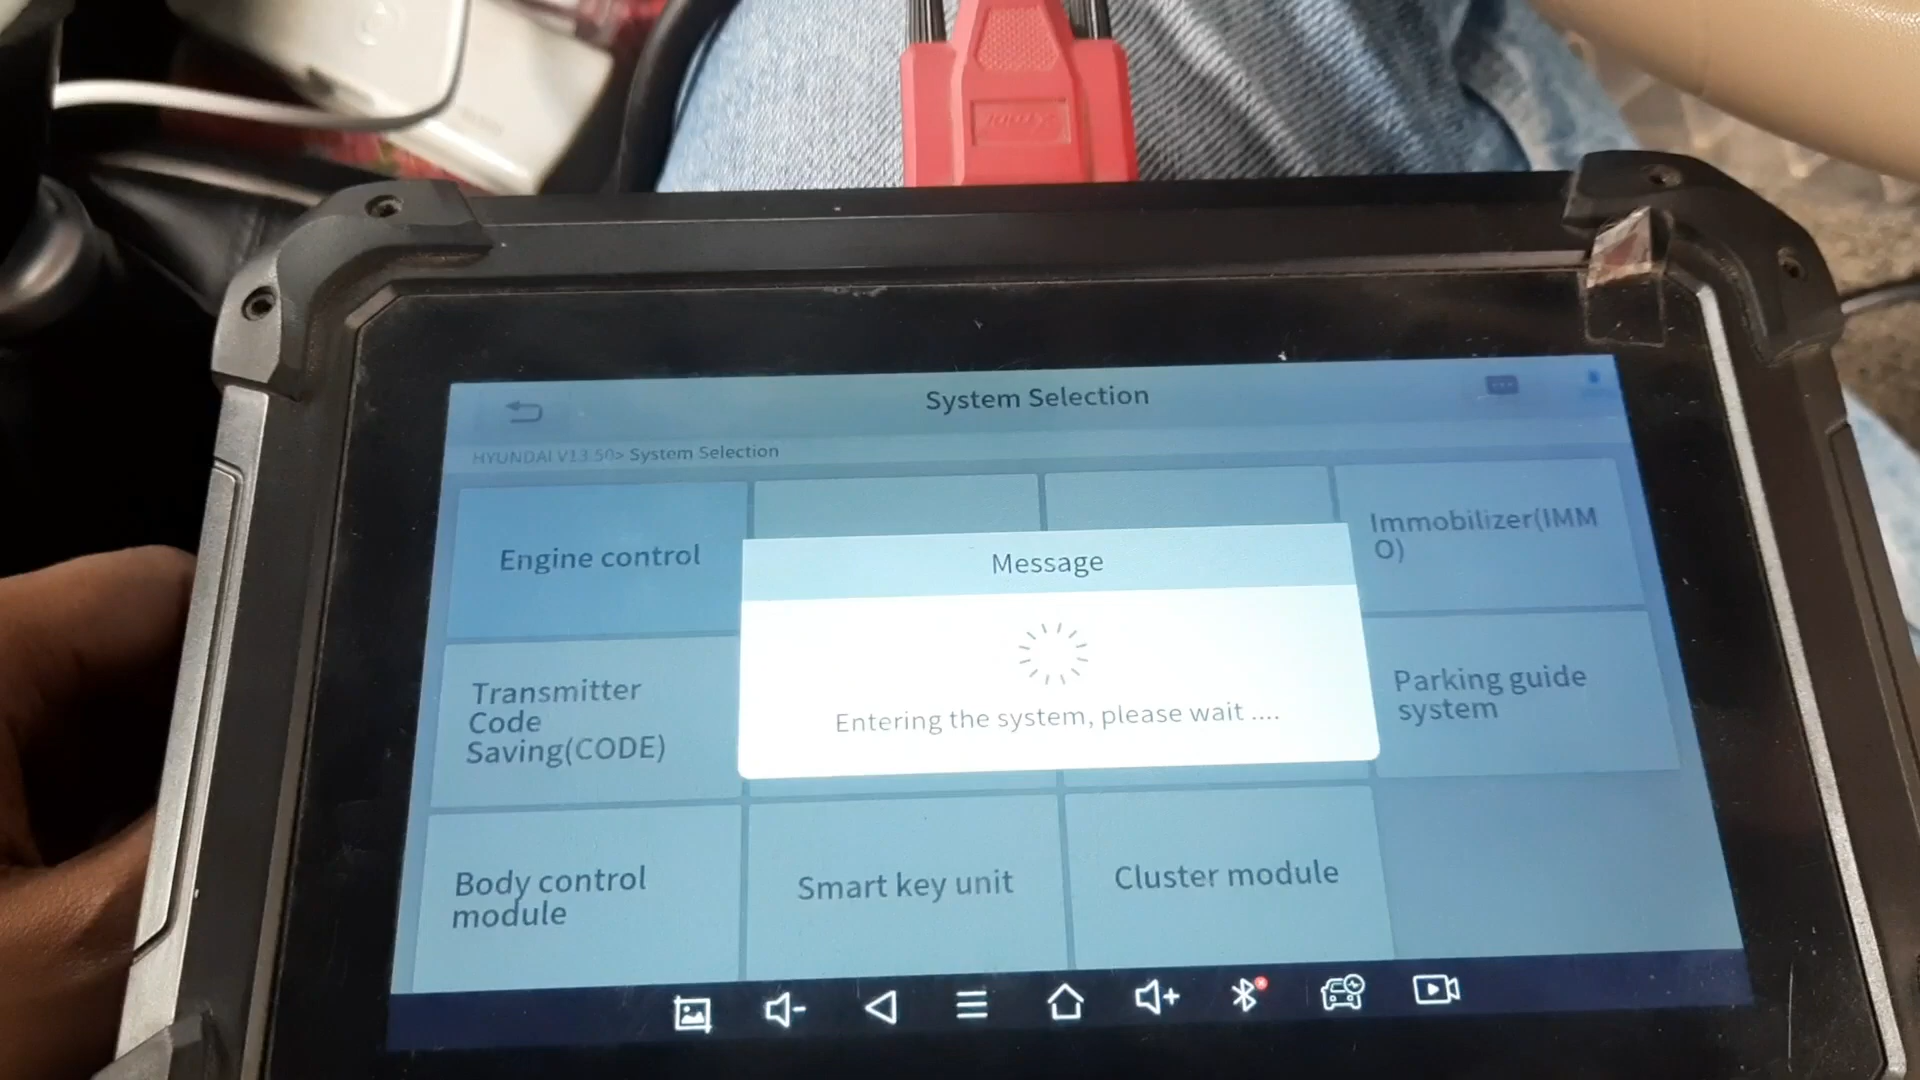 System Selection
HYUNDAI V13.50> System Selection
Engine control
Immobilizer(IMM
O)
Message
Entering the system, please wait ....
Transmitter
Code
Saving(CODE)
Parking guide
system
Body control
module
Smart key unit
Cluster module